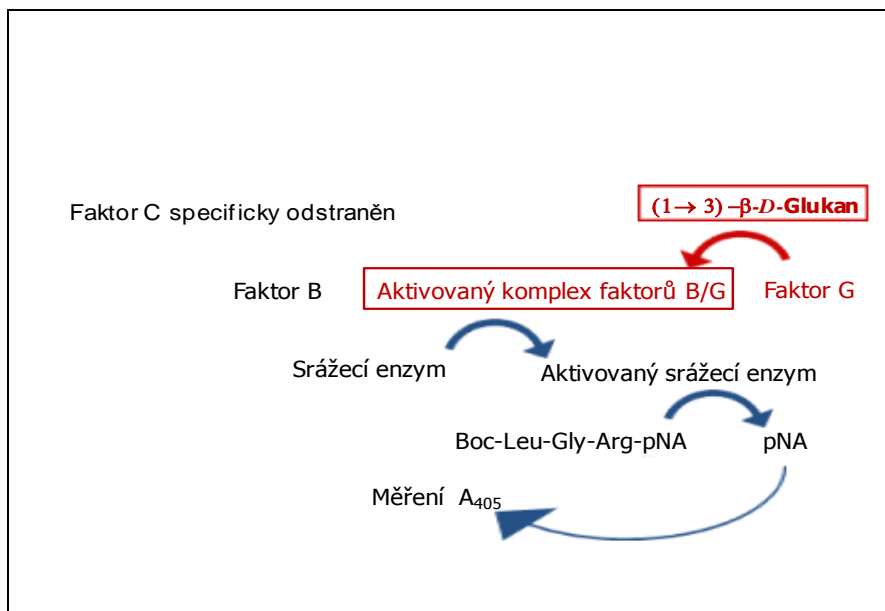 (1→ 3) –β-D-Glukan
Faktor C specificky odstraněn
Faktor B Aktivovaný komplex faktorů B/G Faktor G
Srážecí enzym Aktivovaný srážecí enzym
Boc-Leu-Gly-Arg-pNA pNA
Měření A₄₀₅